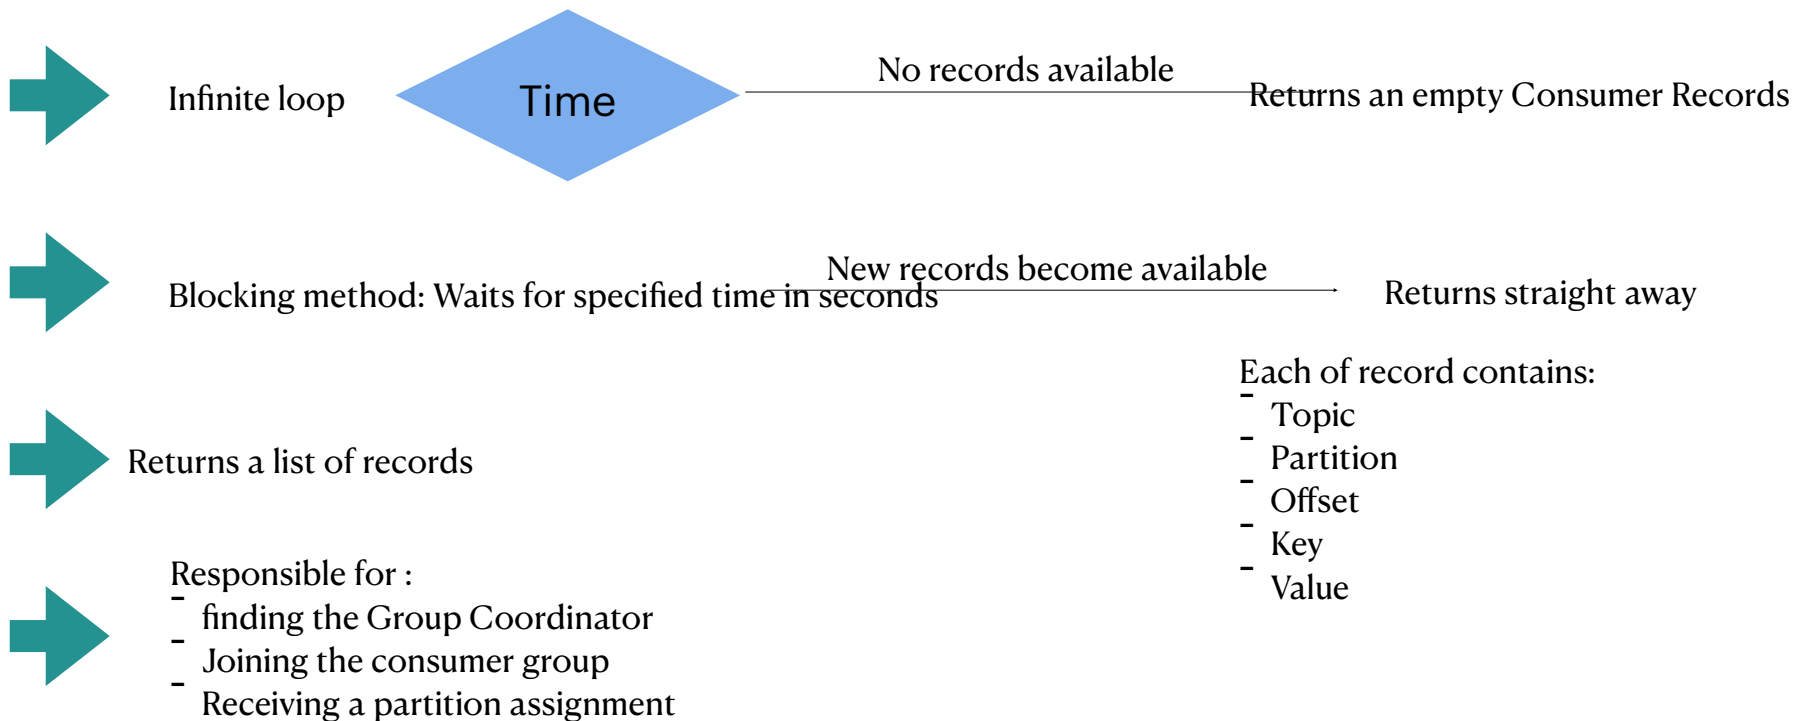 Infinite loop
Time
No records available
Returns an empty Consumer Records
Blocking method: Waits for specified time in seconds
New records become available
Returns straight away
Returns a list of records
Each of record contains:
- Topic
- Partition
- Offset
- Key
- Value
Responsible for :
- finding the Group Coordinator
- Joining the consumer group
- Receiving a partition assignment